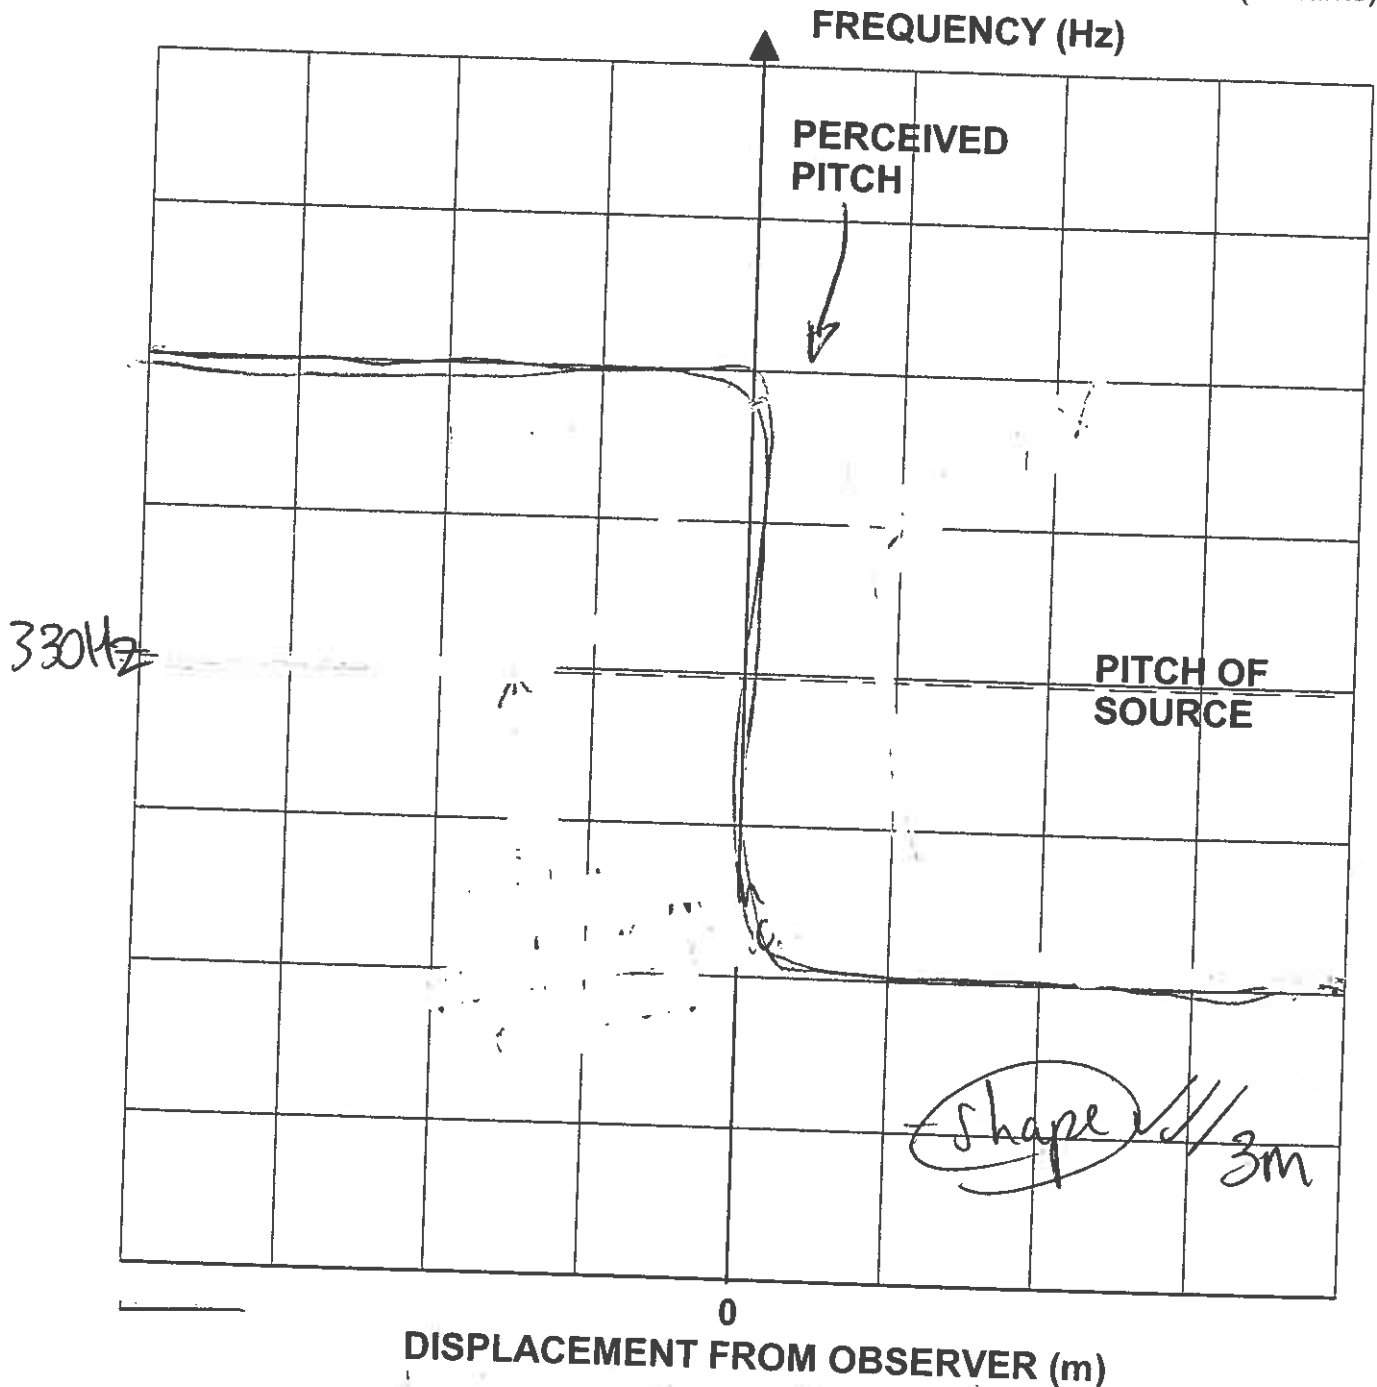 FREQUENCY (Hz)
PERCEIVED
PITCH
330Hz
PITCH OF
SOURCE
shape
3m
0
DISPLACEMENT FROM OBSERVER (m)